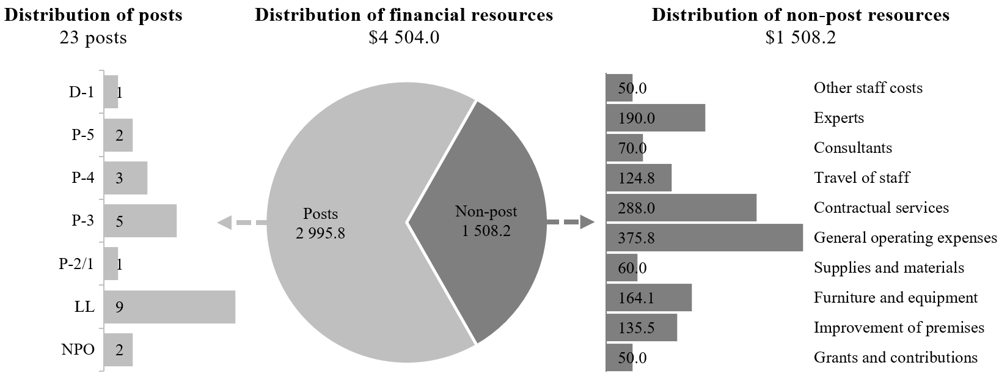 Distribution of posts
23 posts
D-1 1
P-5 2
P-4 3
P-3 5
P-2/1 1
LL 9
NPO 2
Distribution of financial resources
$4 504.0
Posts
2 995.8
Non-post
1 508.2
Distribution of non-post resources
$1 508.2
50.0 Other staff costs
190.0 Experts
70.0 Consultants
124.8 Travel of staff
288.0 Contractual services
375.8 General operating expenses
60.0 Supplies and materials
164.1 Furniture and equipment
135.5 Improvement of premises
50.0 Grants and contributions